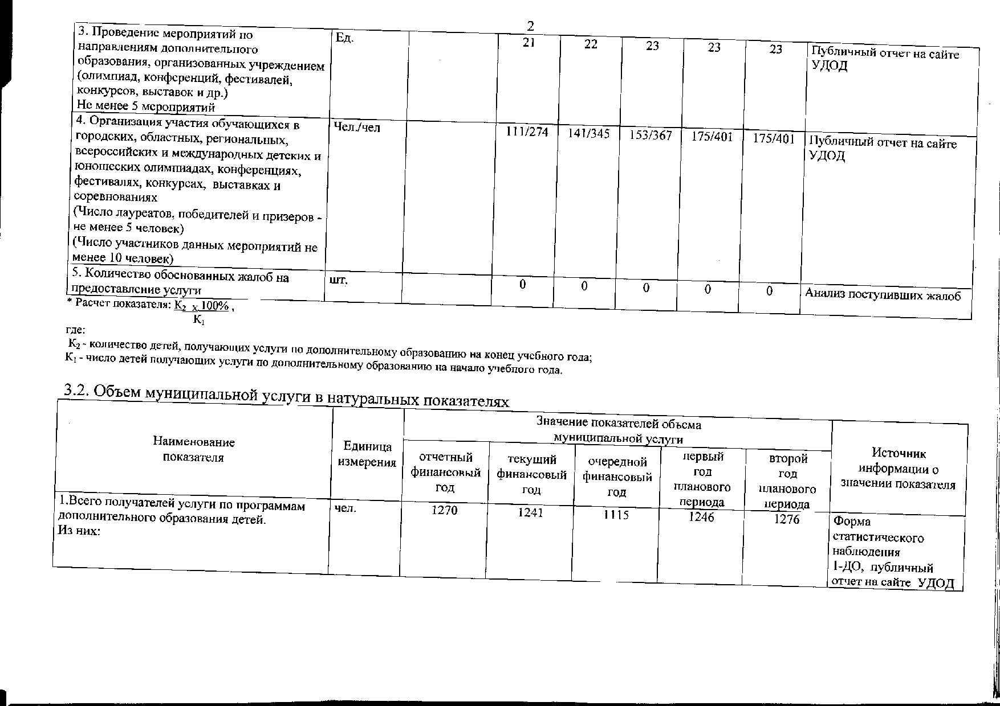 2
3. Проведение мероприятий по
направлениям дополнительного
образования, организованных учреждением
(олимпиад, конференций, фестивалей,
конкурсов, выставок и др.)
Не менее 5 мероприятий
Ед.
21 22 23 23 23
Публичный отчет на сайте
УДОД
4. Организация участия обучающихся в
городских, областных, региональных,
всероссийских и международных детских и
юношеских олимпиадах, конференциях,
фестивалях, конкурсах, выставках и
соревнованиях
(Число лауреатов, победителей и призеров -
не менее 5 человек)
(Число участников данных мероприятий не
менее 10 человек)
Чел./чел
111/274 141/345 153/367 175/401 175/401
Публичный отчет на сайте
УДОД
5. Количество обоснованных жалоб на
предоставление услуги
шт.
0 0 0 0 0
Анализ поступивших жалоб
* Расчет показателя: К₂ х 100% ,
К₁
где:
К₂ - количество детей, получающих услуги по дополнительному образованию на конец учебного года;
К₁ - число детей получающих услуги по дополнительному образованию на начало учебного года.
3.2. Объем муниципальной услуги в натуральных показателях
Наименование
показателя
Единица
измерения
Значение показателей объема
муниципальной услуги
отчетный
финансовый
год
текущий
финансовый
год
очередной
финансовый
год
первый
год
планового
периода
второй
год
планового
периода
Источник
информации о
значении показателя
1.Всего получателей услуги по программам
дополнительного образования детей.
Из них:
чел.
1270 1241 1115 1246 1276
Форма
статистического
наблюдения
1-ДО, публичный
отчет на сайте УДОД